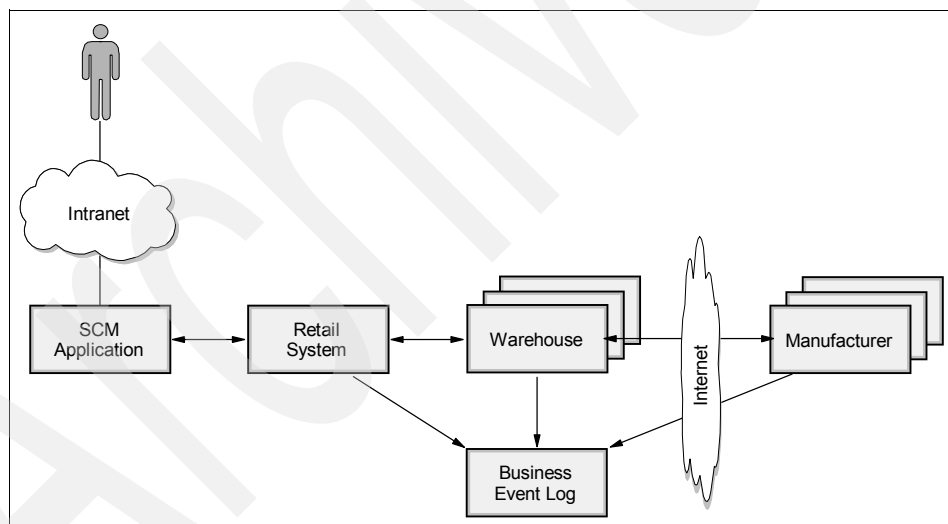 Intranet
SCM
Application
Retail
System
Warehouse
Internet
Manufacturer
Business
Event Log